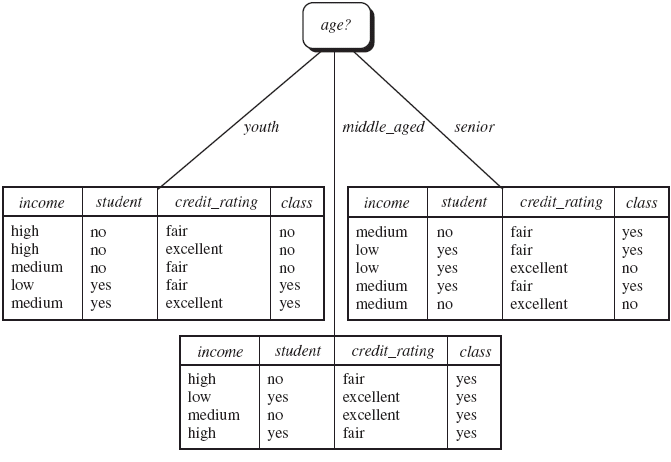 age?
youth
middle_aged
senior
income student credit_rating class
high no fair no
high no excellent no
medium no fair no
low yes fair yes
medium yes excellent yes
income student credit_rating class
medium no fair yes
low yes fair yes
low yes excellent no
medium yes fair yes
medium no excellent no
income student credit_rating class
high no fair yes
low yes excellent yes
medium no excellent yes
high yes fair yes